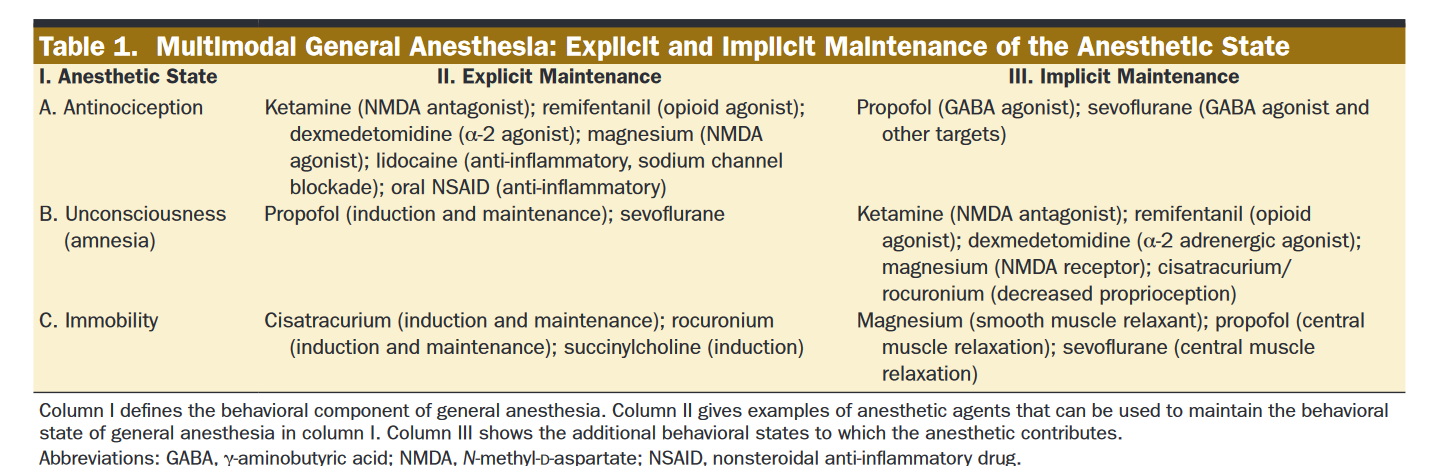 Table 1. Multimodal General Anesthesia: Explicit and Implicit Maintenance of the Anesthetic State
I. Anesthetic State II. Explicit Maintenance III. Implicit Maintenance
A. Antinociception Ketamine (NMDA antagonist); remifentanil (opioid agonist); Propofol (GABA agonist); sevoflurane (GABA agonist and
dexmedetomidine (α-2 agonist); magnesium (NMDA other targets)
agonist); lidocaine (anti-inflammatory, sodium channel
blockade); oral NSAID (anti-inflammatory)
B. Unconsciousness Propofol (induction and maintenance); sevoflurane Ketamine (NMDA antagonist); remifentanil (opioid
(amnesia) agonist); dexmedetomidine (α-2 adrenergic agonist);
magnesium (NMDA receptor); cisatracurium/
rocuronium (decreased proprioception)
C. Immobility Cisatracurium (induction and maintenance); rocuronium Magnesium (smooth muscle relaxant); propofol (central
(induction and maintenance); succinylcholine (induction) muscle relaxation); sevoflurane (central muscle
relaxation)
Column I defines the behavioral component of general anesthesia. Column II gives examples of anesthetic agents that can be used to maintain the behavioral
state of general anesthesia in column I. Column III shows the additional behavioral states to which the anesthetic contributes.
Abbreviations: GABA, γ-aminobutyric acid; NMDA, N-methyl-D-aspartate; NSAID, nonsteroidal anti-inflammatory drug.